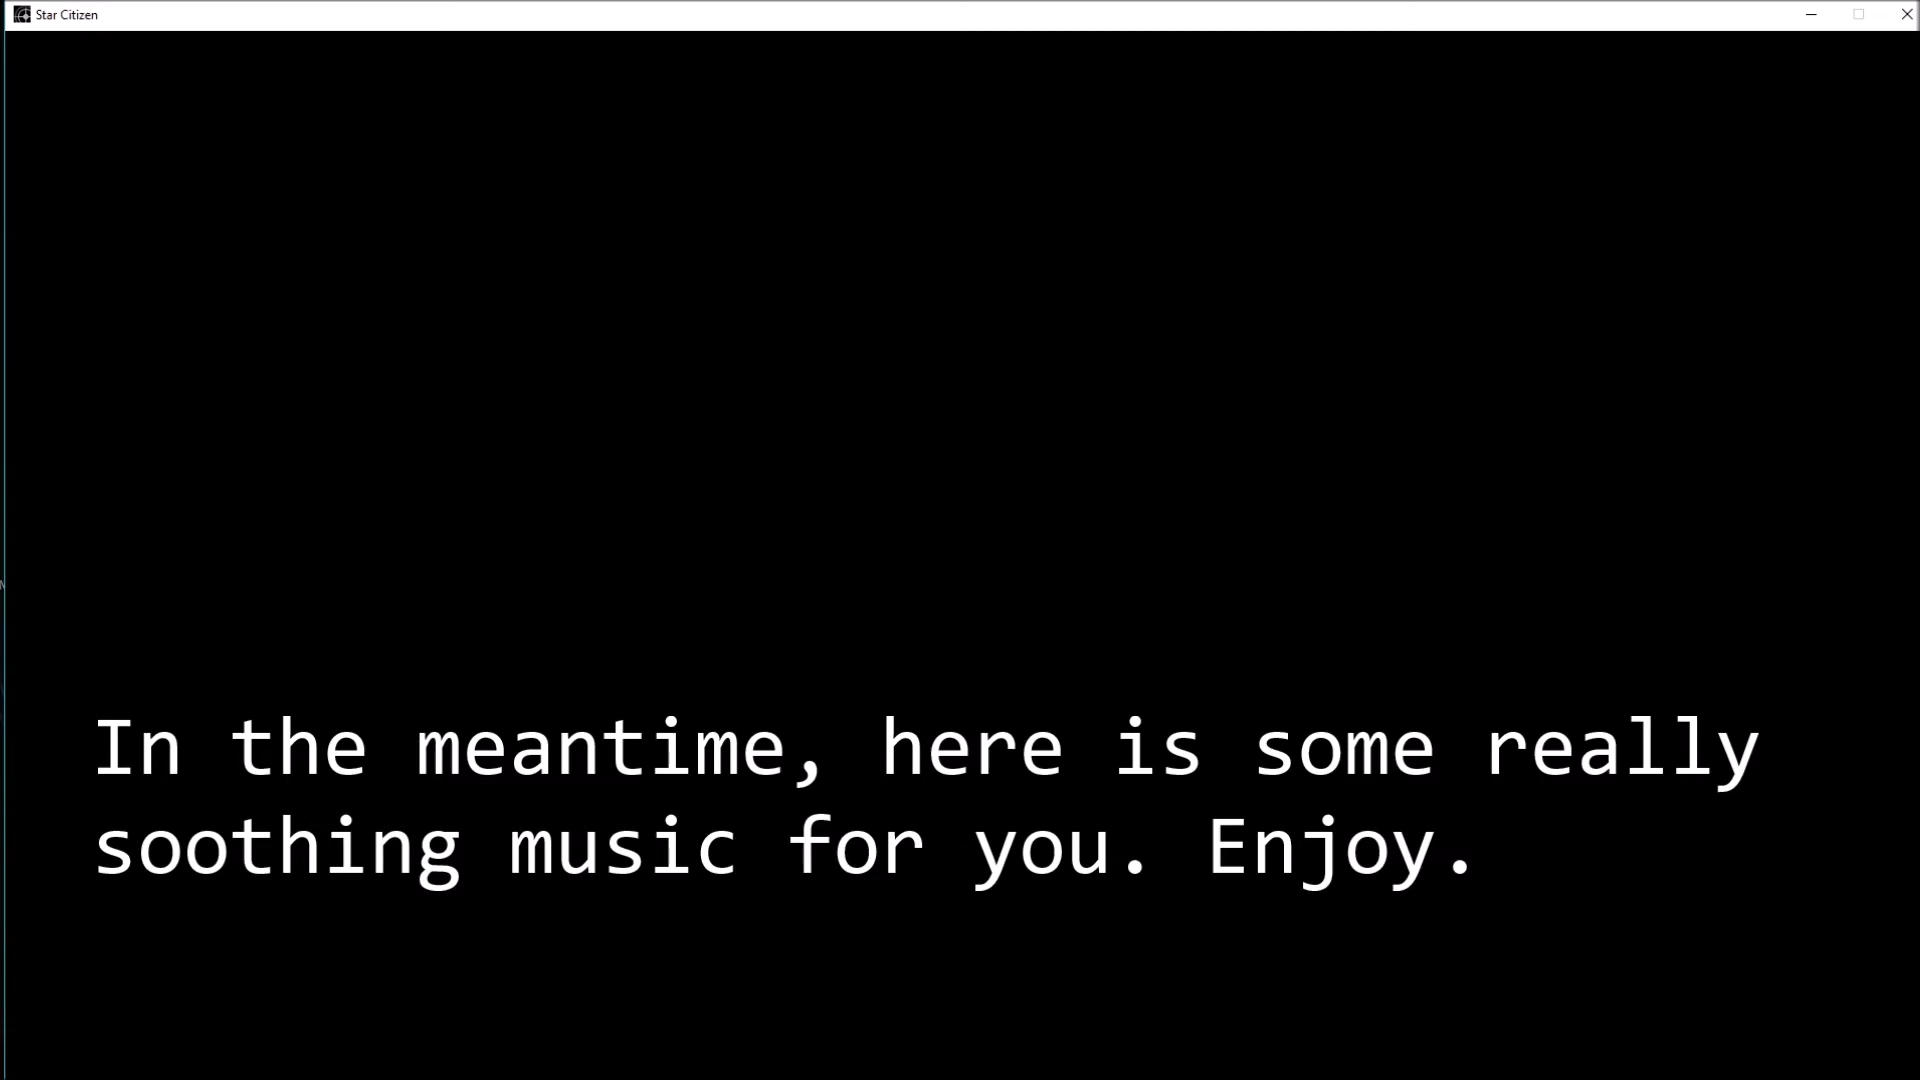 Star Citizen
In the meantime, here is some really
soothing music for you. Enjoy.